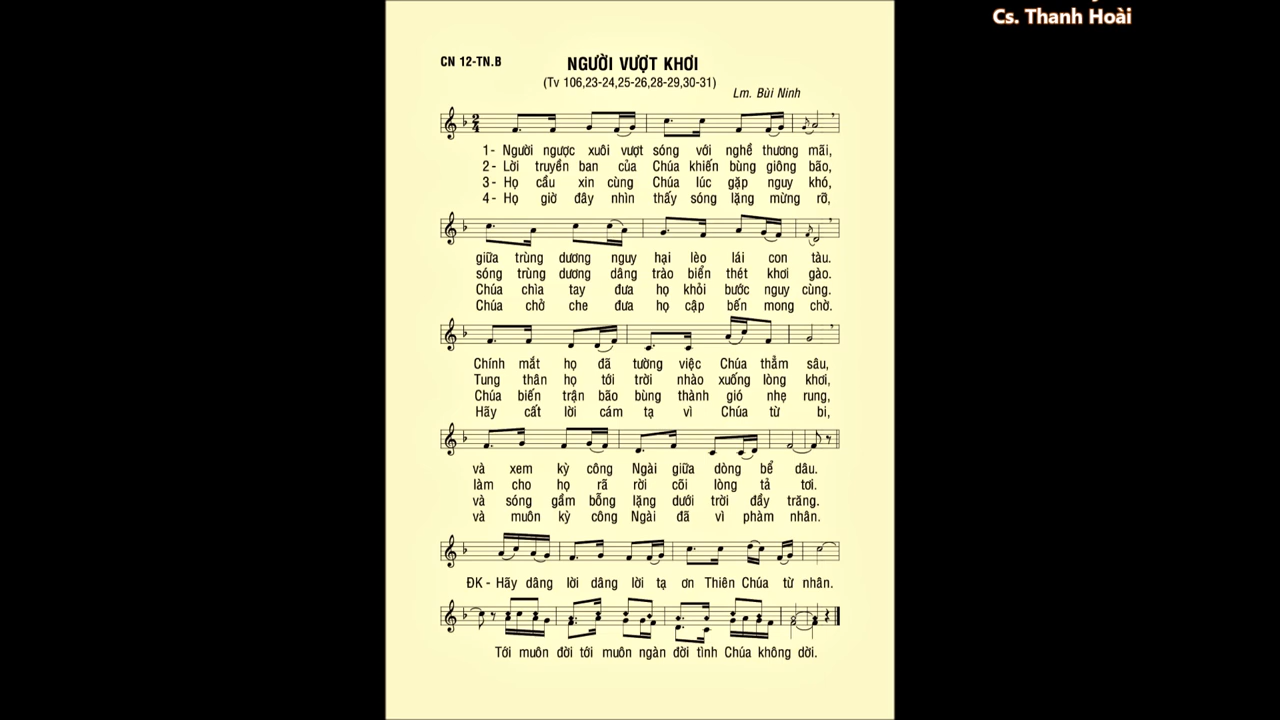 Cs. Thanh Hoài
CN 12-TN.B
NGƯỜI VƯỢT KHƠI
(Tv 106,23-24,25-26,28-29,30-31)
Lm. Bùi Ninh
1- Người ngược xuôi vượt sóng với nghề thương mãi,
2- Lời truyền ban của Chúa khiến bùng giông bão,
3- Họ cầu xin cùng Chúa lúc gặp nguy khó,
4- Họ giờ đây nhìn thấy sóng lặng mừng rỡ,
giữa trùng dương nguy hại lèo lái con tàu.
sóng trùng dương dâng trào biển thét khơi gào.
Chúa chìa tay đưa họ khỏi bước nguy cùng.
Chúa chở che đưa họ cập bến mong chờ.
Chính mắt họ đã tường việc Chúa thẳm sâu,
Tung thân họ tới trời nhào xuống lòng khơi,
Chúa biến trận bão bùng thành gió nhẹ rung,
Hãy cất lời cám tạ vì Chúa từ bi,
và xem kỳ công Ngài giữa dòng bể dâu.
làm cho họ rã rời cõi lòng tả tơi.
và sóng gầm bỗng lặng dưới trời đầy trăng.
và muôn kỳ công Ngài đã vì phàm nhân.
ĐK- Hãy dâng lời dâng lời tạ ơn Thiên Chúa từ nhân.
Tới muôn đời tới muôn ngàn đời tình Chúa không dời.